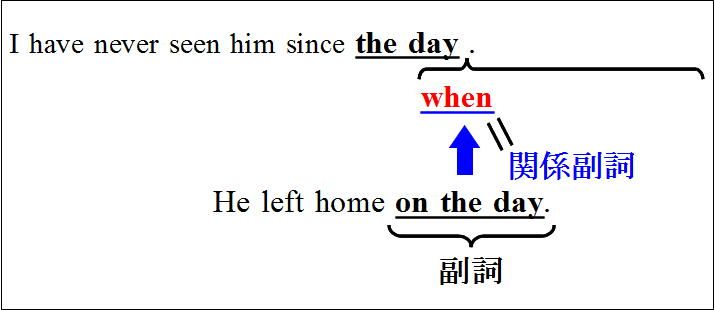 I have never seen him since the day .
when
関係副詞
He left home on the day.
副詞